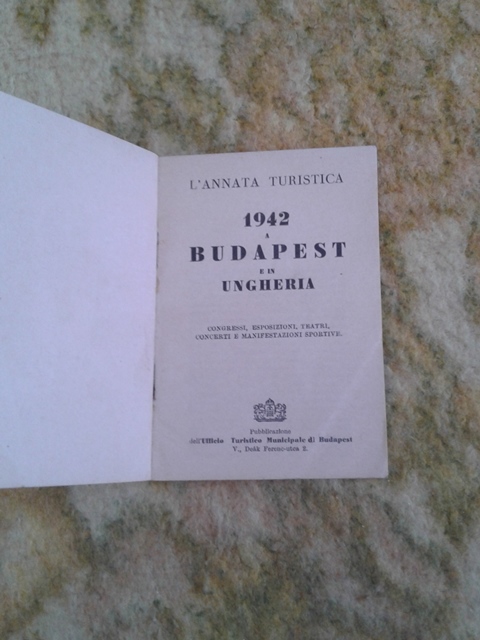 L'ANNATA TURISTICA
1942
A
BUDAPEST
E IN
UNGHERIA
CONGRESSI, ESPOSIZIONI, TEATRI,
CONCERTI E MANIFESTAZIONI SPORTIVE.
Pubblicazione
dell'Ufficio Turistico Municipale di Budapest
V., Deák Ferenc-utca 2.